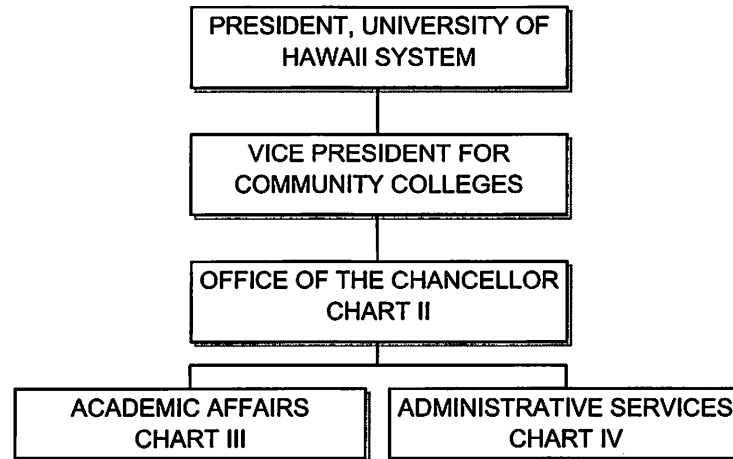 PRESIDENT, UNIVERSITY OF
HAWAII SYSTEM
VICE PRESIDENT FOR
COMMUNITY COLLEGES
OFFICE OF THE CHANCELLOR
CHART II
ACADEMIC AFFAIRS
CHART III
ADMINISTRATIVE SERVICES
CHART IV